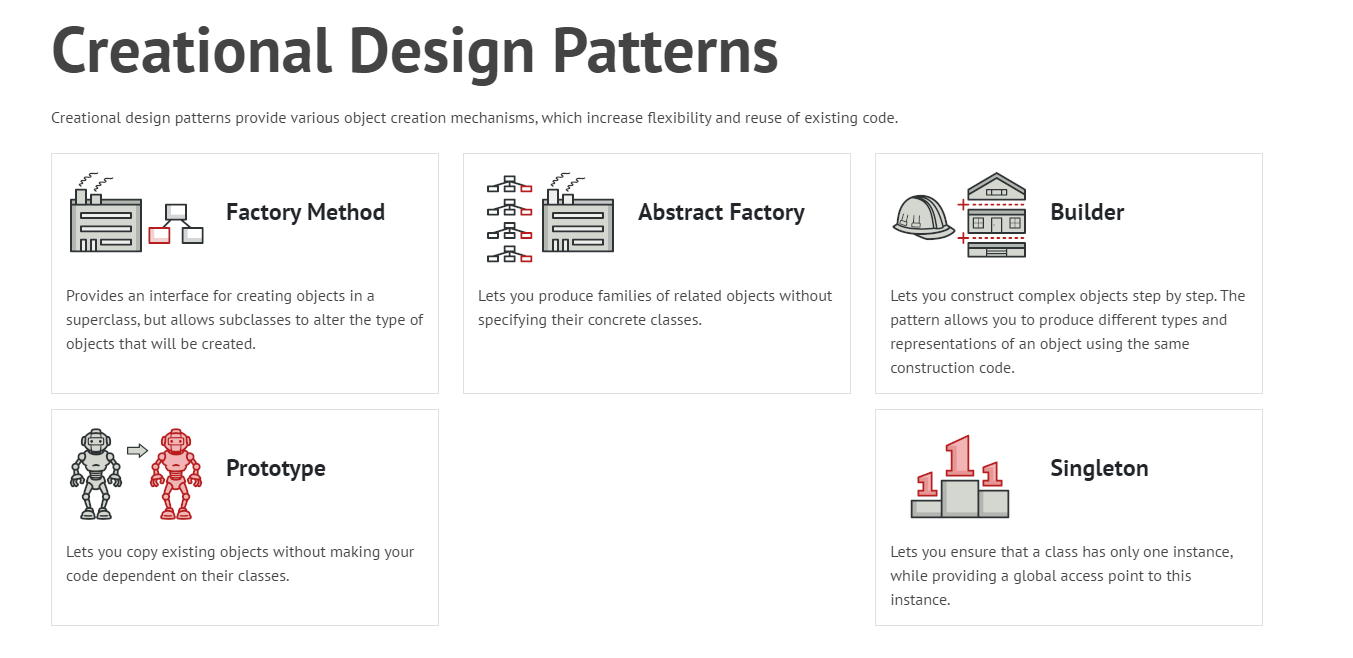 Creational Design Patterns
Creational design patterns provide various object creation mechanisms, which increase flexibility and reuse of existing code.
Factory Method
Provides an interface for creating objects in a
superclass, but allows subclasses to alter the type of
objects that will be created.
Abstract Factory
Lets you produce families of related objects without
specifying their concrete classes.
Builder
Lets you construct complex objects step by step. The
pattern allows you to produce different types and
representations of an object using the same
construction code.
Prototype
Lets you copy existing objects without making your
code dependent on their classes.
1
1
1
Singleton
Lets you ensure that a class has only one instance,
while providing a global access point to this
instance.